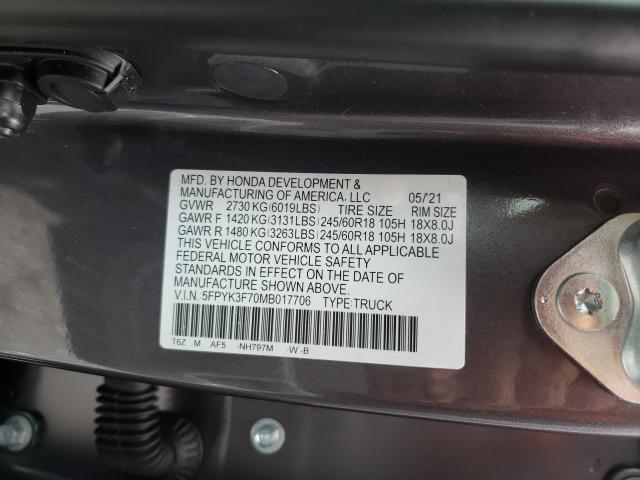 MFD. BY HONDA DEVELOPMENT &
MANUFACTURING OF AMERICA, LLC 05/'21
GVWR 2730 KG (6019LBS) TIRE SIZE RIM SIZE
GAWR F 1420 KG (3131LBS) 245/60R18 105H 18X8.0J
GAWR R 1480 KG (3263LBS) 245/60R18 105H 18X8.0J
THIS VEHICLE CONFORMS TO ALL APPLICABLE
FEDERAL MOTOR VEHICLE SAFETY
STANDARDS IN EFFECT ON THE DATE OF
MANUFACTURE SHOWN ABOVE.
V.I.N.: 5FPYK3F70MB017706 TYPE: TRUCK
T6Z M AF5 -NH797M -W -B